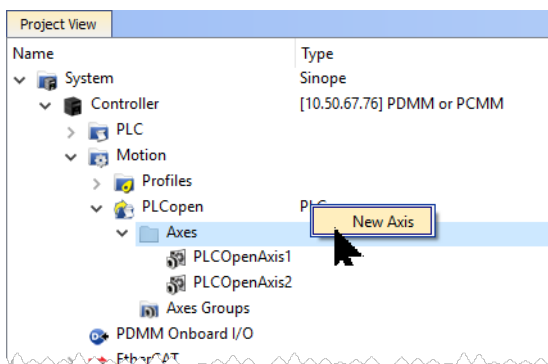 Project View
Name Type
System Sinope
Controller [10.50.67.76] PDMM or PCMM
PLC
Motion
Profiles
PLCopen
New Axis
Axes
PLCOpenAxis1
PLCOpenAxis2
Axes Groups
PDMM Onboard I/O
EtherCAT